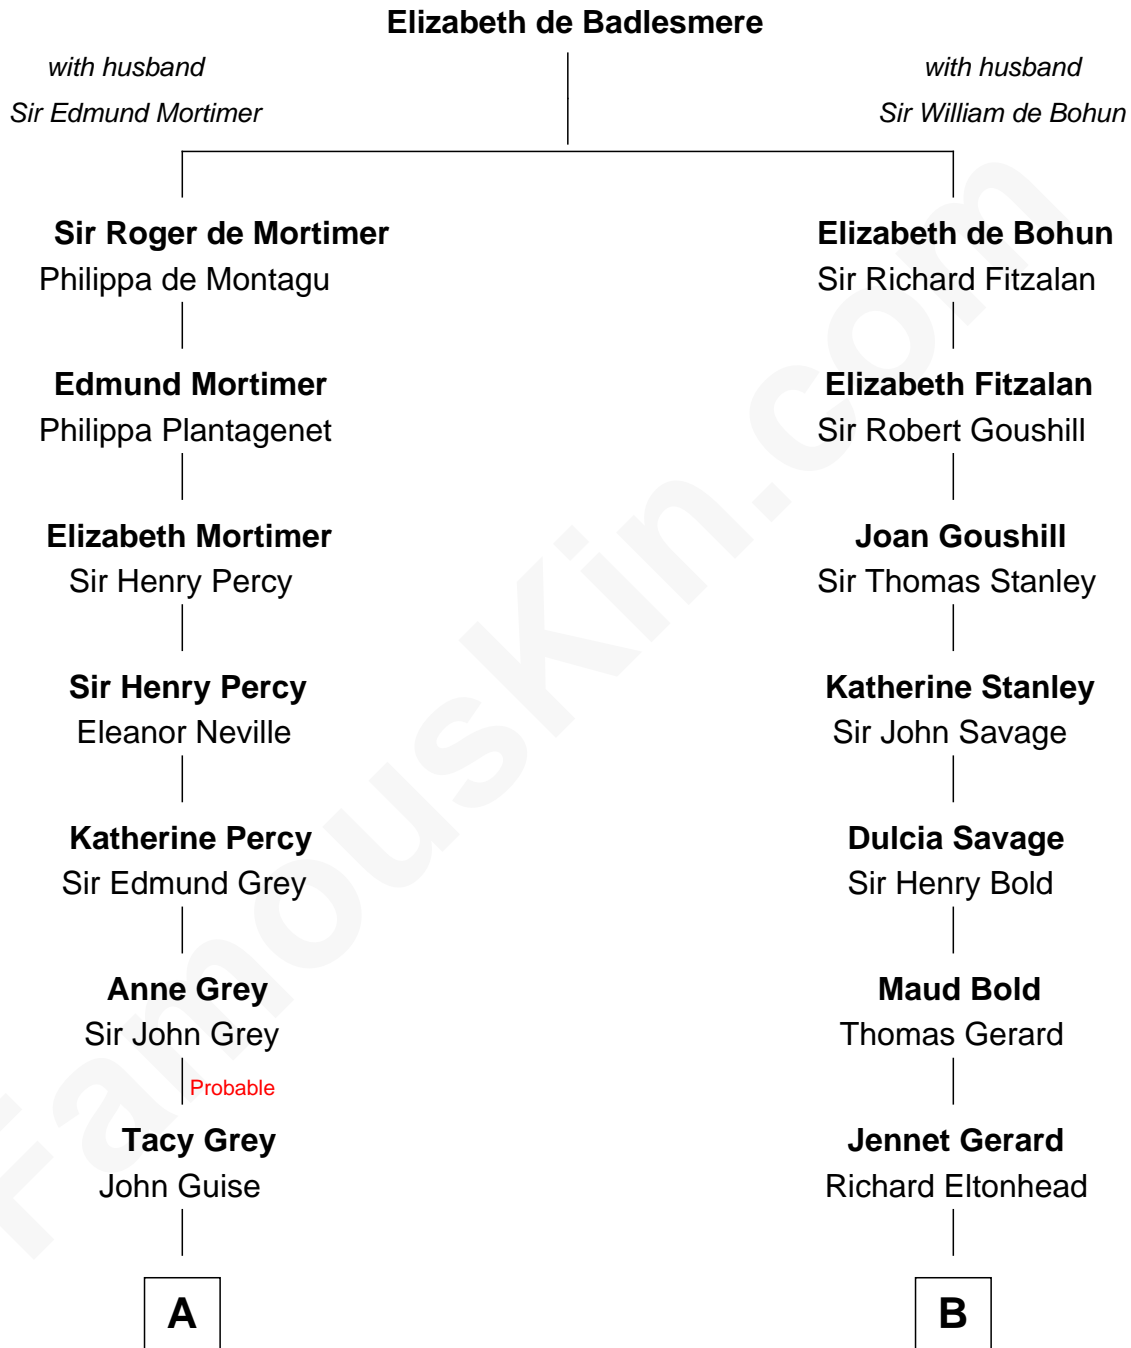 Elizabeth de Badlesmere
with husband
Sir Edmund Mortimer
with husband
Sir William de Bohun
Sir Roger de Mortimer
Philippa de Montagu
Elizabeth de Bohun
Sir Richard Fitzalan
Edmund Mortimer
Philippa Plantagenet
Elizabeth Fitzalan
Sir Robert Goushill
Elizabeth Mortimer
Sir Henry Percy
Joan Goushill
Sir Thomas Stanley
Sir Henry Percy
Eleanor Neville
Katherine Stanley
Sir John Savage
Katherine Percy
Sir Edmund Grey
Dulcia Savage
Sir Henry Bold
Anne Grey
Sir John Grey
Maud Bold
Thomas Gerard
Probable
Tacy Grey
John Guise
Jennet Gerard
Richard Eltonhead
A
B
FamousKin.com